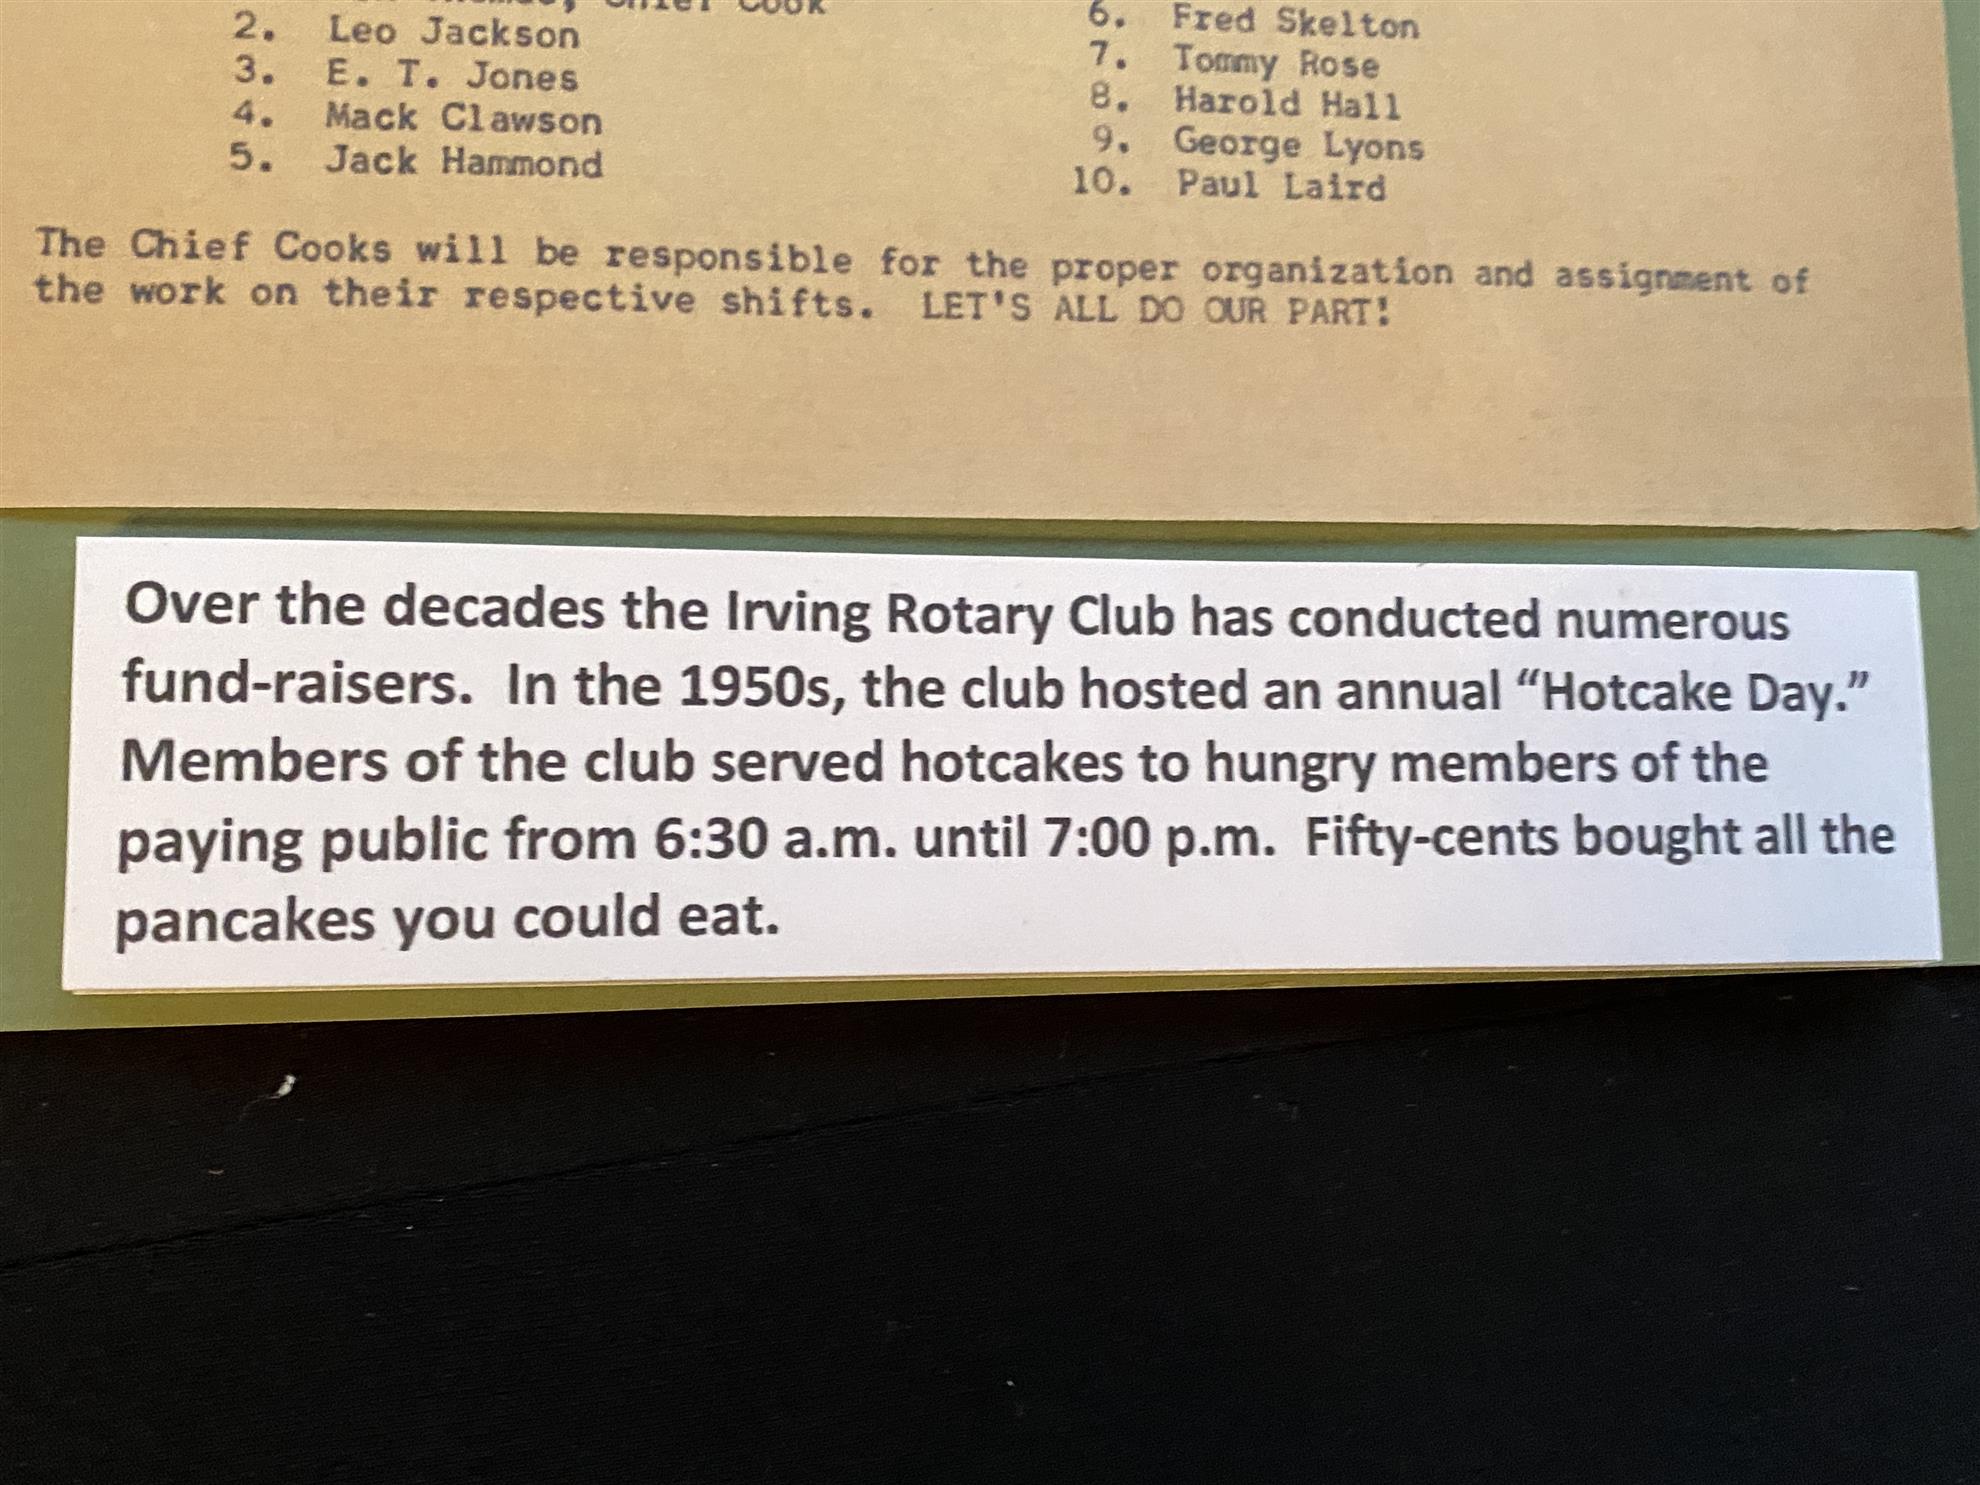 Chief Cook
2. Leo Jackson
3. E. T. Jones
4. Mack Clawson
5. Jack Hammond
6. Fred Skelton
7. Tommy Rose
8. Harold Hall
9. George Lyons
10. Paul Laird
The Chief Cooks will be responsible for the proper organization and assignment of
the work on their respective shifts. LET'S ALL DO OUR PART!
Over the decades the Irving Rotary Club has conducted numerous
fund-raisers. In the 1950s, the club hosted an annual “Hotcake Day.”
Members of the club served hotcakes to hungry members of the
paying public from 6:30 a.m. until 7:00 p.m. Fifty-cents bought all the
pancakes you could eat.